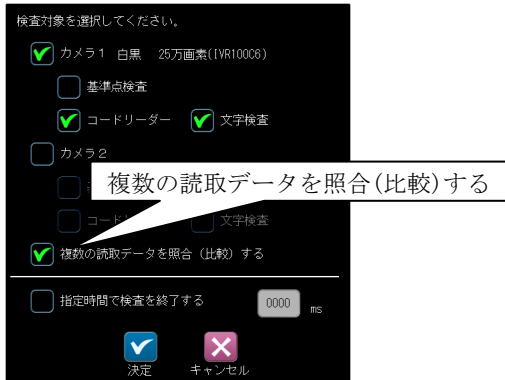 検査対象を選択してください。
カメラ1 白黒 25万画素(IVR100C6)
基準点検査
コードリーダー 文字検査
カメラ2
複数の読取データを照合(比較)する
文字検査
複数の読取データを照合（比較）する
指定時間で検査を終了する 0000 ms
決定 キャンセル